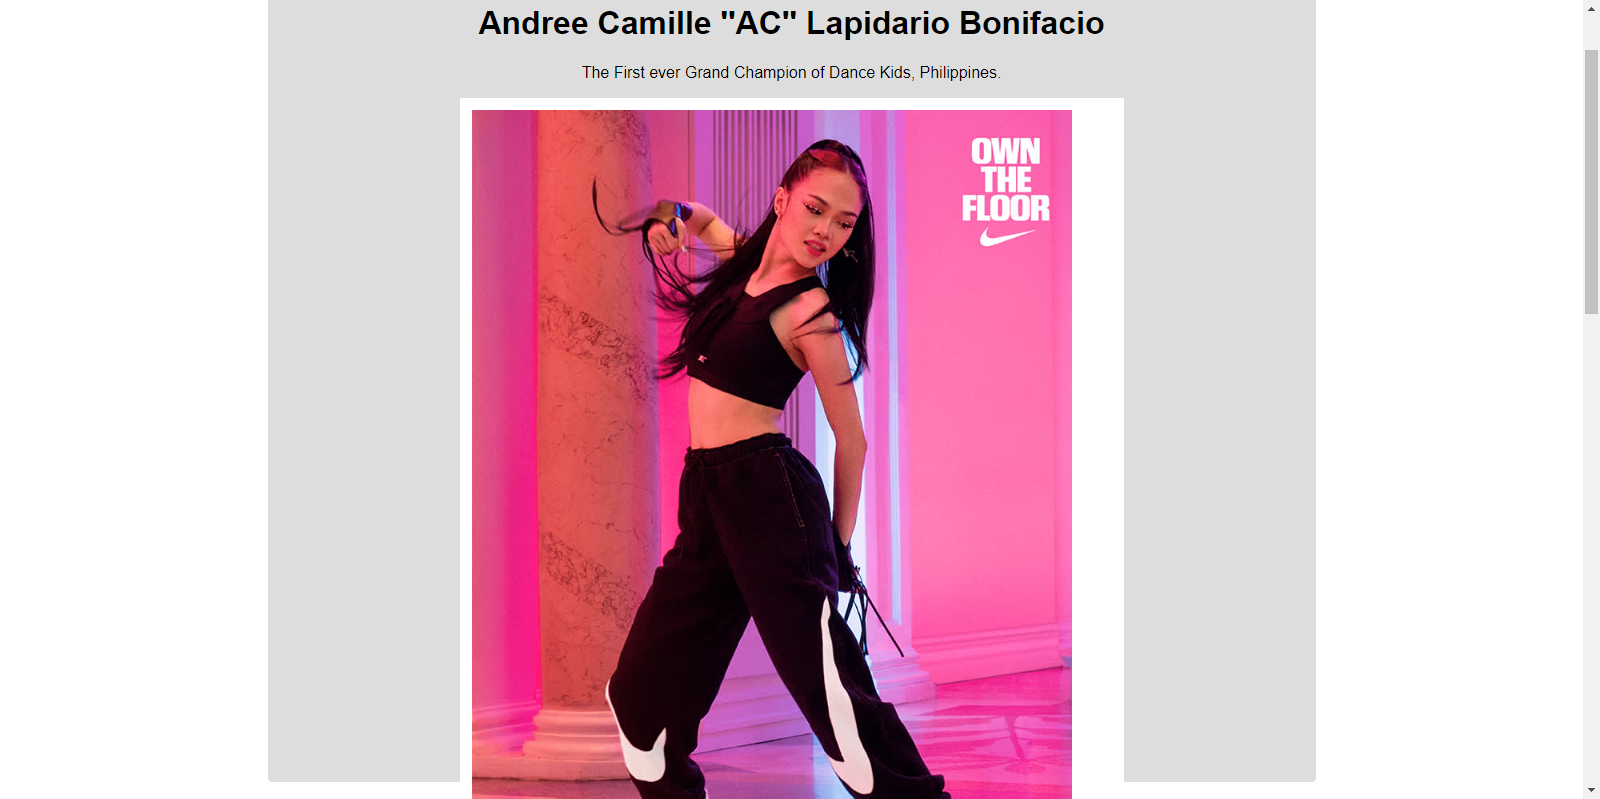 Andree Camille "AC" Lapidario Bonifacio
The First ever Grand Champion of Dance Kids, Philippines.
OWN
THE
FLOOR